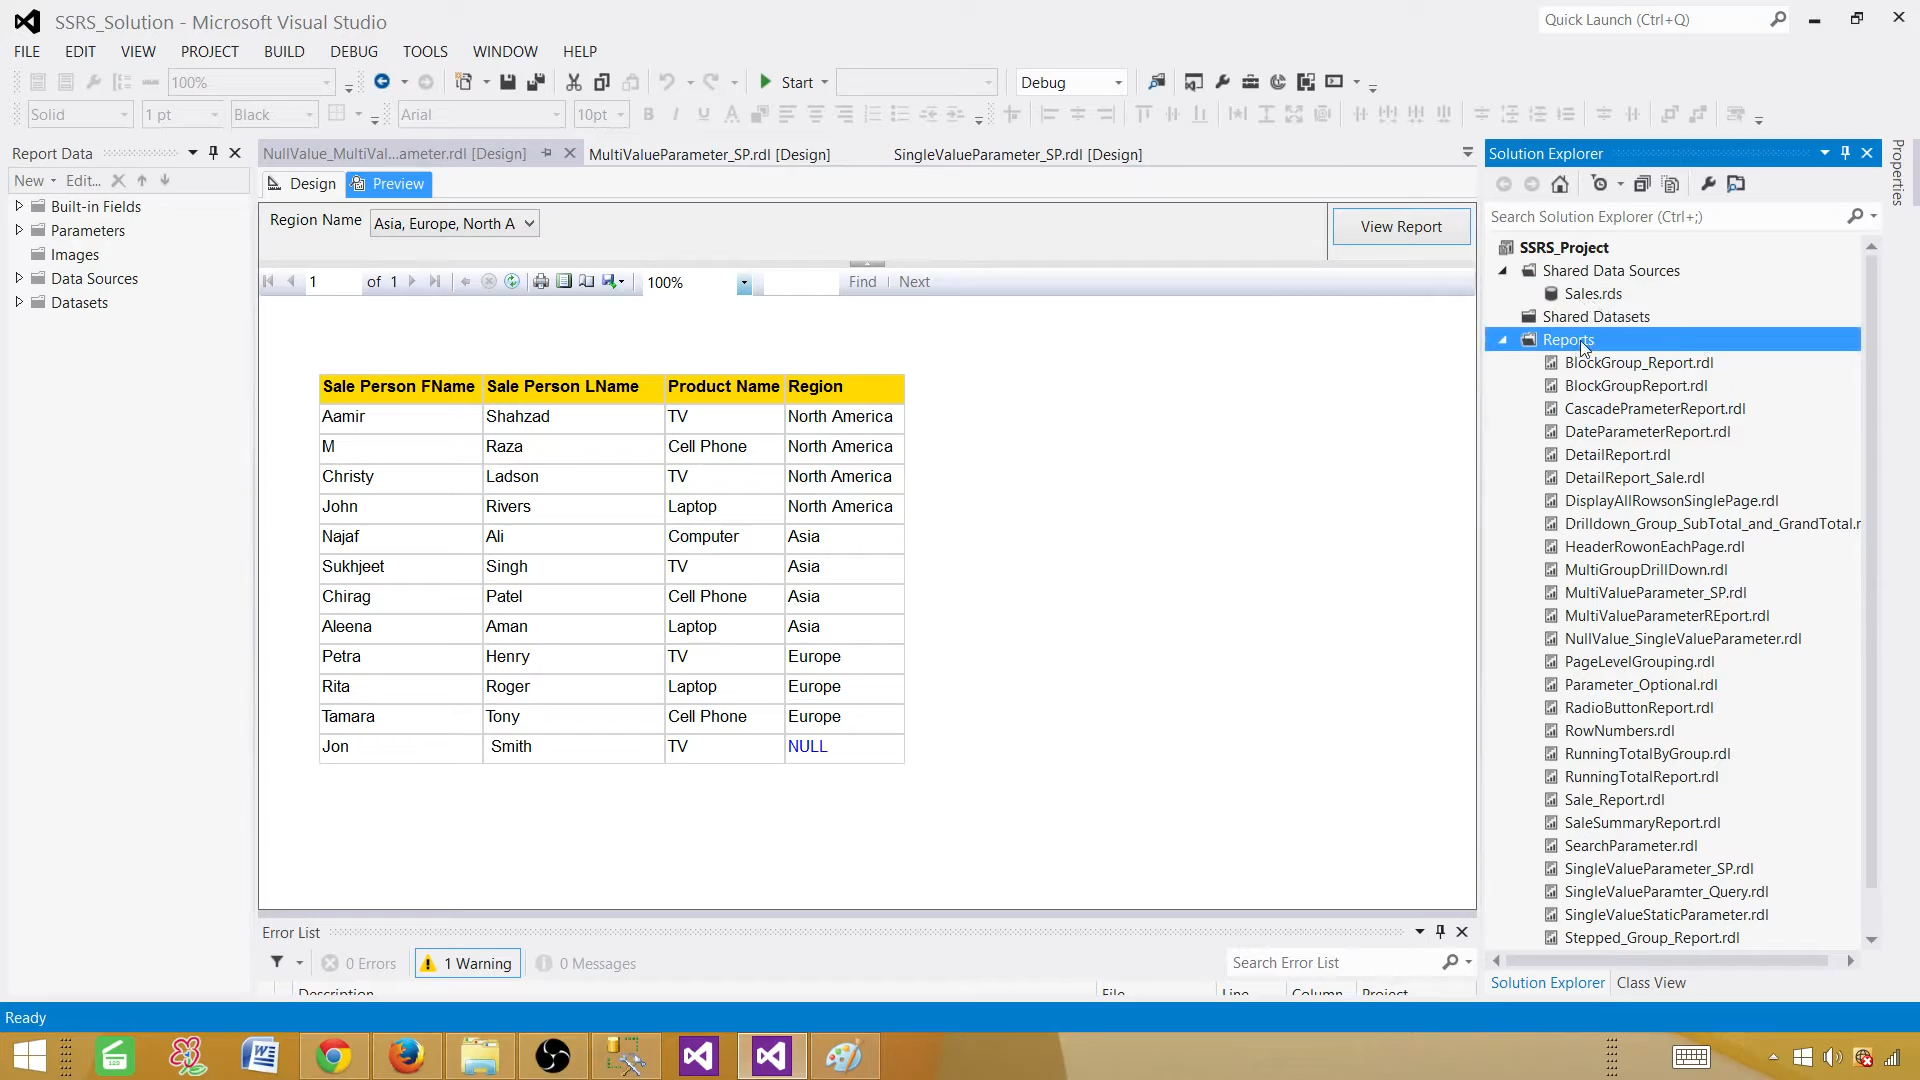 SSRS_Solution - Microsoft Visual Studio
Quick Launch (Ctrl+Q)
FILE EDIT VIEW PROJECT BUILD DEBUG TOOLS WINDOW HELP
100% Start Debug
Solid 1 pt Black Arial 10pt B I U A
Report Data
New Edit...
Built-in Fields
Parameters
Images
Data Sources
Datasets
NullValue_MultiVal...ameter.rdl [Design] MultiValueParameter_SP.rdl [Design] SingleValueParameter_SP.rdl [Design]
Design Preview
Region Name Asia, Europe, North A View Report
1 of 1 100% Find | Next
Sale Person FName Sale Person LName Product Name Region
Aamir Shahzad TV North America
M Raza Cell Phone North America
Christy Ladson TV North America
John Rivers Laptop North America
Najaf Ali Computer Asia
Sukhjeet Singh TV Asia
Chirag Patel Cell Phone Asia
Aleena Aman Laptop Asia
Petra Henry TV Europe
Rita Roger Laptop Europe
Tamara Tony Cell Phone Europe
Jon Smith TV NULL
Error List
0 Errors 1 Warning 0 Messages Search Error List
Description File Line Column Project
Solution Explorer
Search Solution Explorer (Ctrl+;)
SSRS_Project
Shared Data Sources
Sales.rds
Shared Datasets
Reports
BlockGroup_Report.rdl
BlockGroupReport.rdl
CascadePrameterReport.rdl
DateParameterReport.rdl
DetailReport.rdl
DetailReport_Sale.rdl
DisplayAllRowsonSinglePage.rdl
Drilldown_Group_SubTotal_and_GrandTotal.r
HeaderRowonEachPage.rdl
MultiGroupDrillDown.rdl
MultiValueParameter_SP.rdl
MultiValueParameterREport.rdl
NullValue_SingleValueParameter.rdl
PageLevelGrouping.rdl
Parameter_Optional.rdl
RadioButtonReport.rdl
RowNumbers.rdl
RunningTotalByGroup.rdl
RunningTotalReport.rdl
Sale_Report.rdl
SaleSummaryReport.rdl
SearchParameter.rdl
SingleValueParameter_SP.rdl
SingleValueParamter_Query.rdl
SingleValueStaticParameter.rdl
Stepped_Group_Report.rdl
Solution Explorer Class View
Properties
Ready